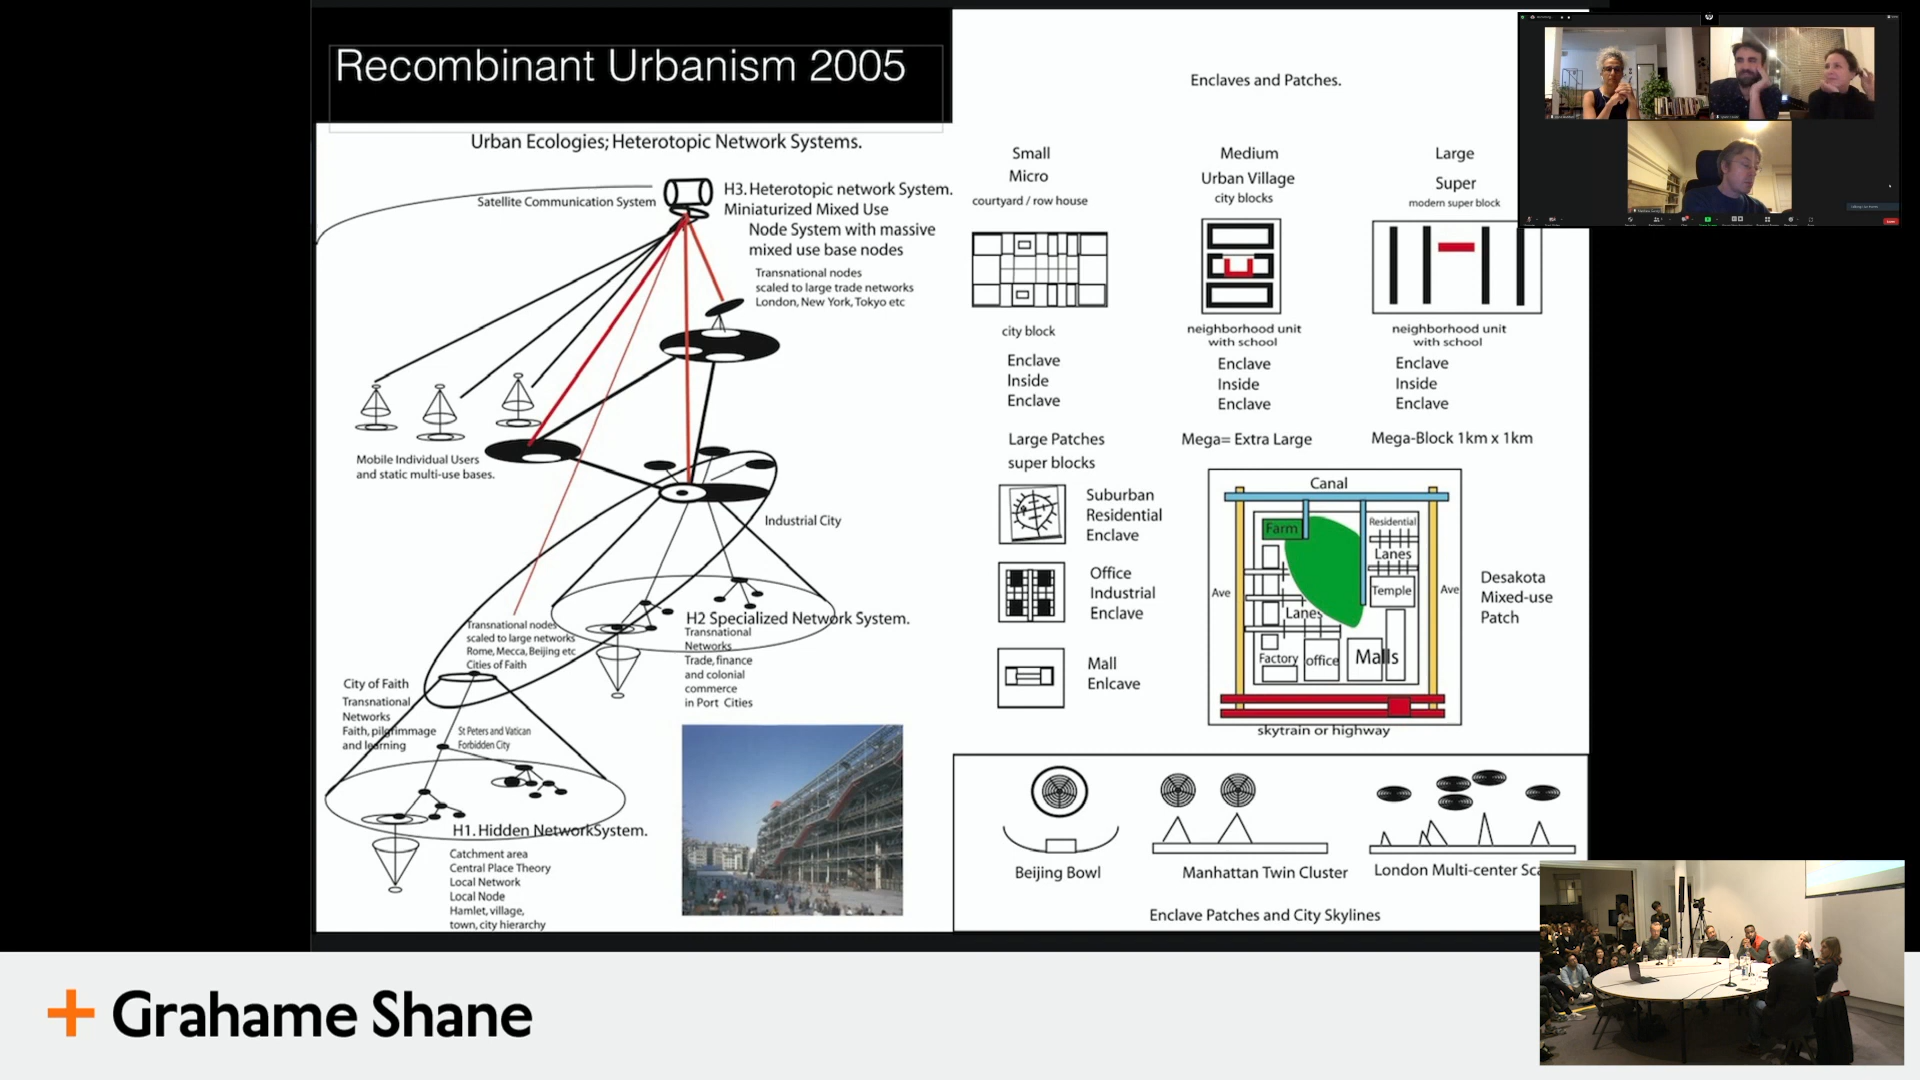 Recombinant Urbanism 2005
Urban Ecologies; Heterotopic Network Systems.
Satellite Communication System
H3. Heterotopic network System.
Miniaturized Mixed Use
Node System with massive
mixed use base nodes
Transnational nodes
scaled to large trade networks
London, New York, Tokyo etc
Mobile Individual Users
and static multi-use bases.
Industrial City
H2 Specialized Network System.
Transnational
Networks
Trade, finance
and colonial
commerce
in Port Cities
Transnational nodes
scaled to large networks
Rome, Mecca, Beijing etc
Cities of Faith
City of Faith
Transnational
Networks
Faith, pilgrimmage
and learning
St Peters and Vatican
Forbidden City
H1. Hidden NetworkSystem.
Catchment area
Central Place Theory
Local Network
Local Node
Hamlet, village,
town, city hierarchy
Enclaves and Patches.
Small
Micro
courtyard / row house
city block
Enclave
Inside
Enclave
Medium
Urban Village
city blocks
neighborhood unit
with school
Enclave
Inside
Enclave
Large
Super
modern super block
neighborhood unit
with school
Enclave
Inside
Enclave
Large Patches
super blocks
Suburban
Residential
Enclave
Office
Industrial
Enclave
Mall
Enlcave
Mega= Extra Large
Mega-Block 1km x 1km
Canal
Farm
Residential
Lanes
Temple
Ave
Ave
Lanes
Factory
office
Malls
skytrain or highway
Desakota
Mixed-use
Patch
Beijing Bowl
Manhattan Twin Cluster
London Multi-center
Enclave Patches and City Skylines
+ Grahame Shane